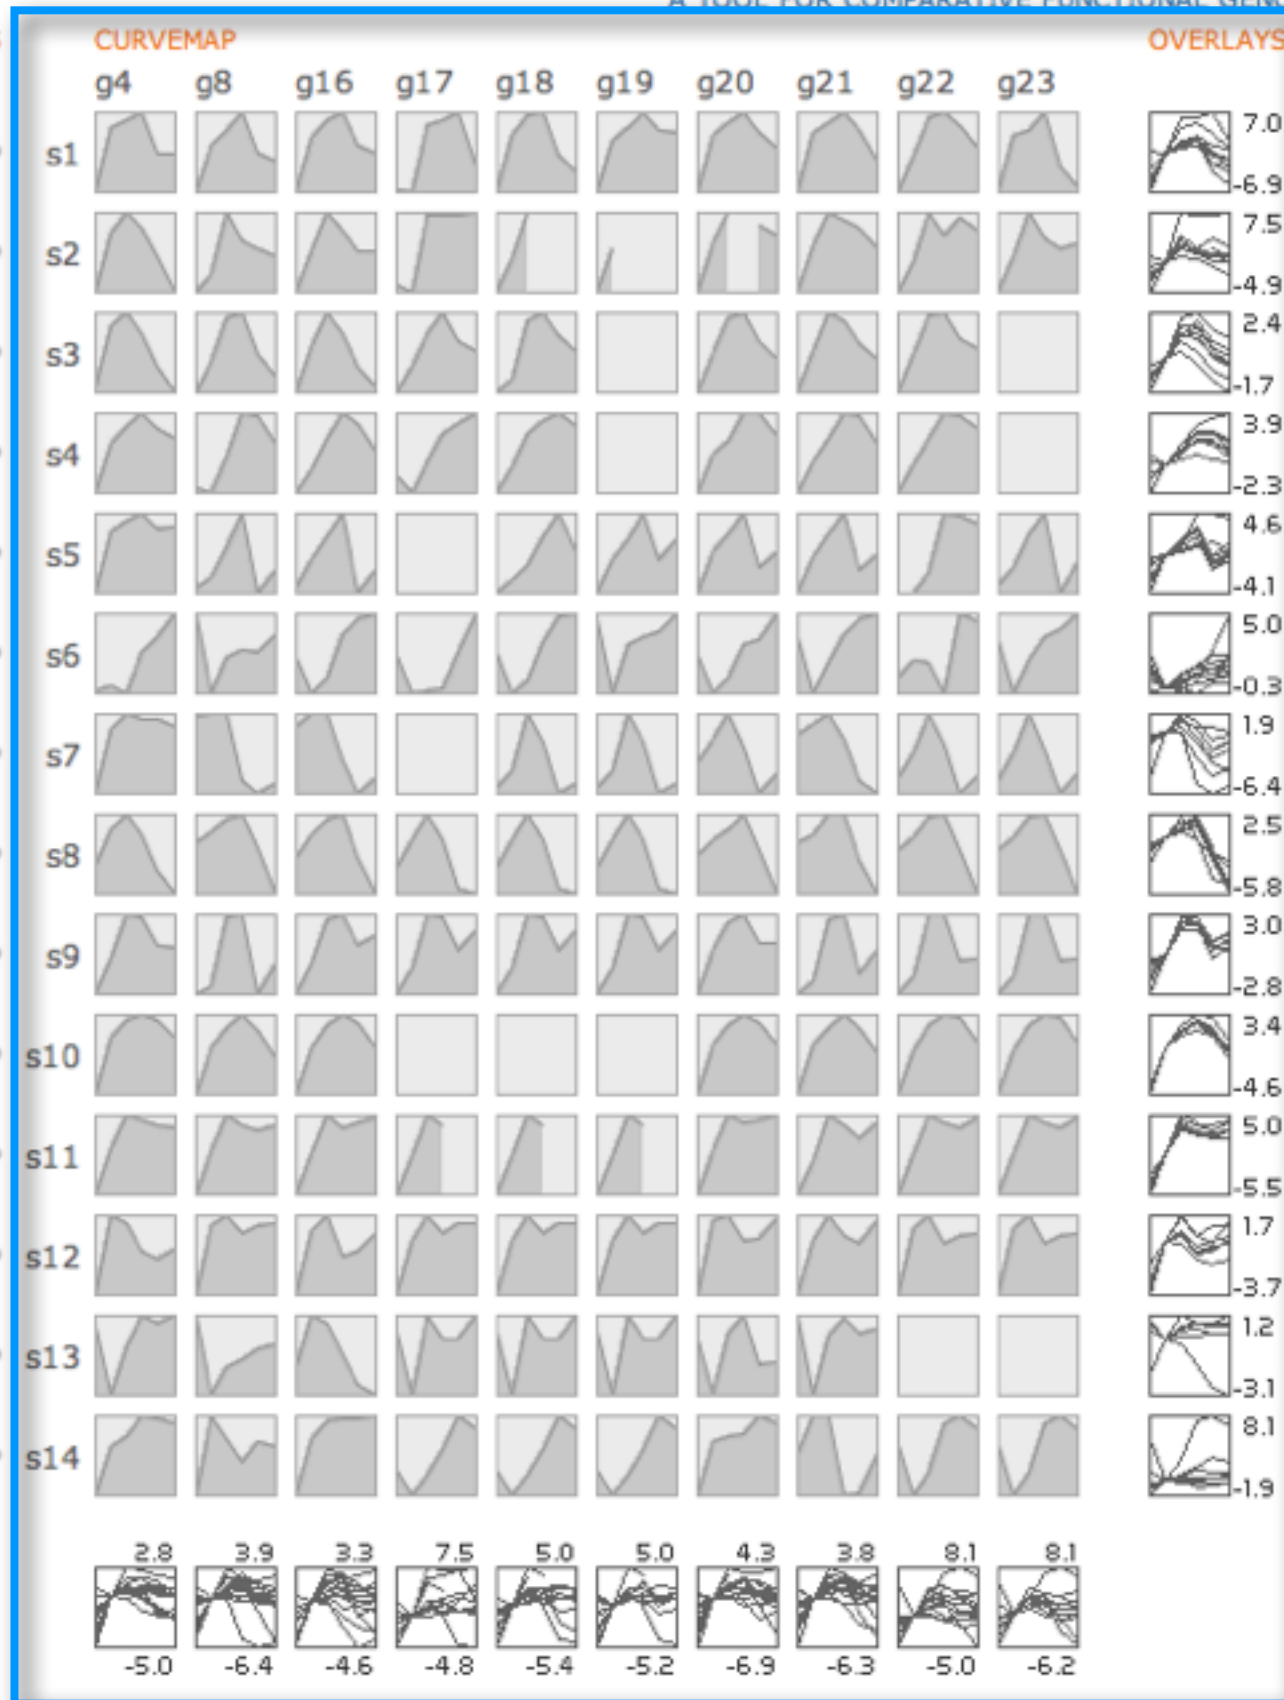 A TOOL FOR COMPARATIVE FUNCTIONAL
CURVEMAP OVERLAYS
g4 g8 g16 g17 g18 g19 g20 g21 g22 g23
s1 7.0
-6.9
s2 7.5
-4.9
s3 2.4
-1.7
s4 3.9
-2.3
s5 4.6
-4.1
s6 5.0
-0.3
s7 1.9
-6.4
s8 2.5
-5.8
s9 3.0
-2.8
s10 3.4
-4.6
s11 5.0
-5.5
s12 1.7
-3.7
s13 1.2
-3.1
s14 8.1
-1.9
2.8 3.9 3.3 7.5 5.0 5.0 4.3 3.8 8.1 8.1
-5.0 -6.4 -4.6 -4.8 -5.4 -5.2 -6.9 -6.3 -5.0 -6.2